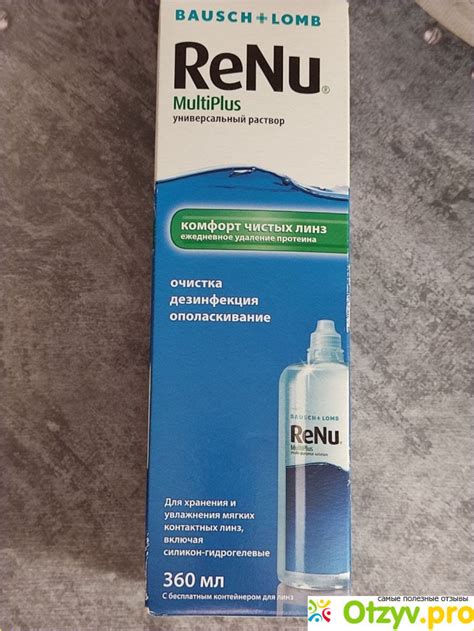 BAUSCH + LOMB
ReNu®
MultiPlus
универсальный раствор
комфорт чистых линз
ежедневное удаление протеина
очистка
дезинфекция
ополаскивание
BAUSCH + LOMB
ReNu®
MultiPlus
Для хранения и
увлажнения мягких
контактных линз,
включая
силикон-гидрогелевые
360 мл
С бесплатным контейнером для линз
самые полезные отзывы
Otzyv.pro